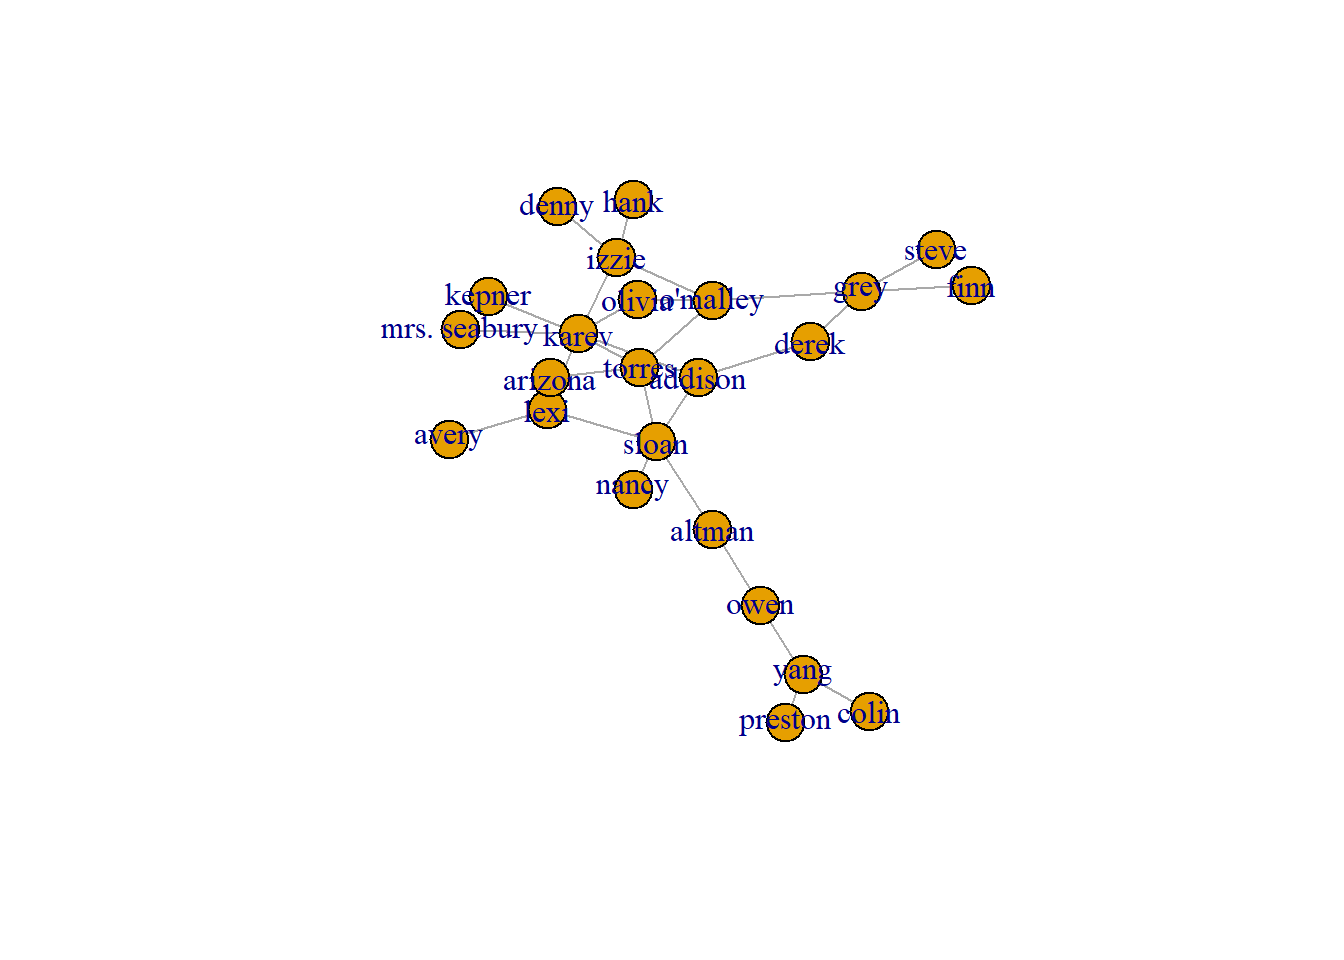 denny
hank
izzie
steve
kepner
olivia
o'malley
grey
finn
mrs. seabury
karev
derek
arizona
torres
addison
lexi
avery
sloan
nancy
altman
owen
yang
preston
colin